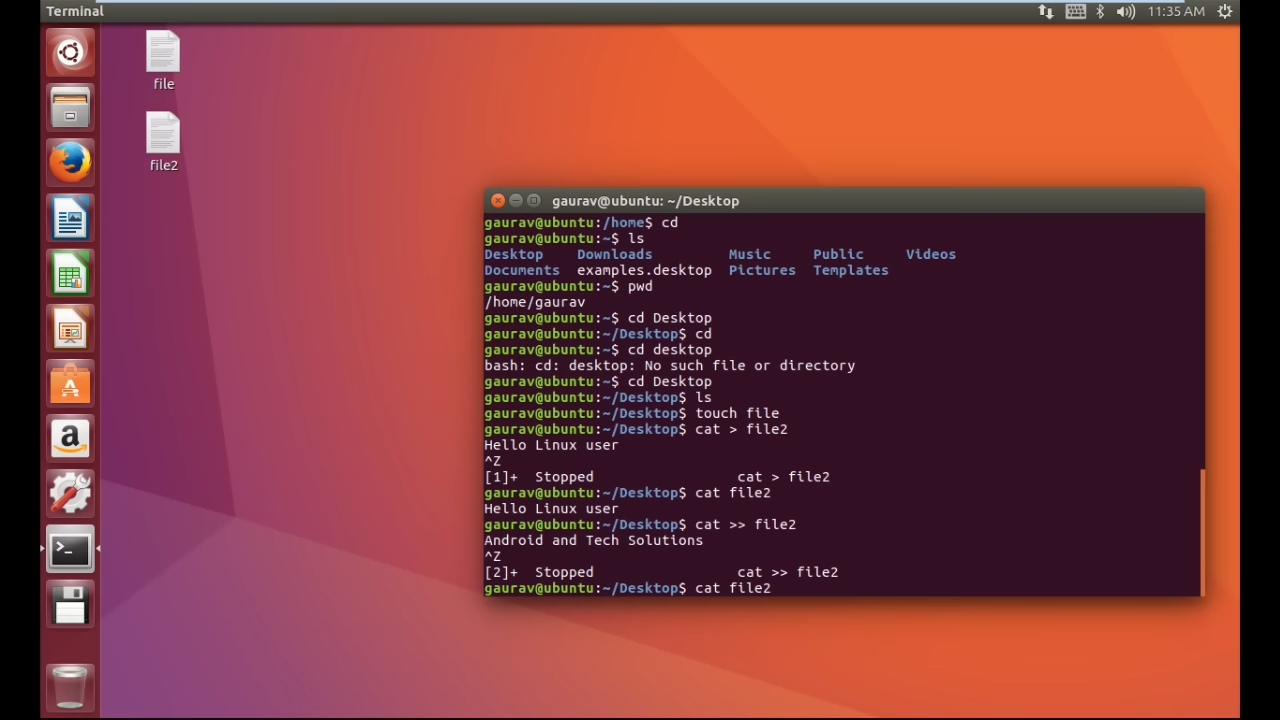 Terminal
11:35 AM
file
file2
gaurav@ubuntu: ~/Desktop
gaurav@ubuntu:/home$ cd
gaurav@ubuntu:~$ ls
Desktop Downloads Music Public Videos
Documents examples.desktop Pictures Templates
gaurav@ubuntu:~$ pwd
/home/gaurav
gaurav@ubuntu:~$ cd Desktop
gaurav@ubuntu:~/Desktop$ cd
gaurav@ubuntu:~$ cd desktop
bash: cd: desktop: No such file or directory
gaurav@ubuntu:~$ cd Desktop
gaurav@ubuntu:~/Desktop$ ls
gaurav@ubuntu:~/Desktop$ touch file
gaurav@ubuntu:~/Desktop$ cat > file2
Hello Linux user
^Z
[1]+ Stopped cat > file2
gaurav@ubuntu:~/Desktop$ cat file2
Hello Linux user
gaurav@ubuntu:~/Desktop$ cat >> file2
Android and Tech Solutions
^Z
[2]+ Stopped cat >> file2
gaurav@ubuntu:~/Desktop$ cat file2